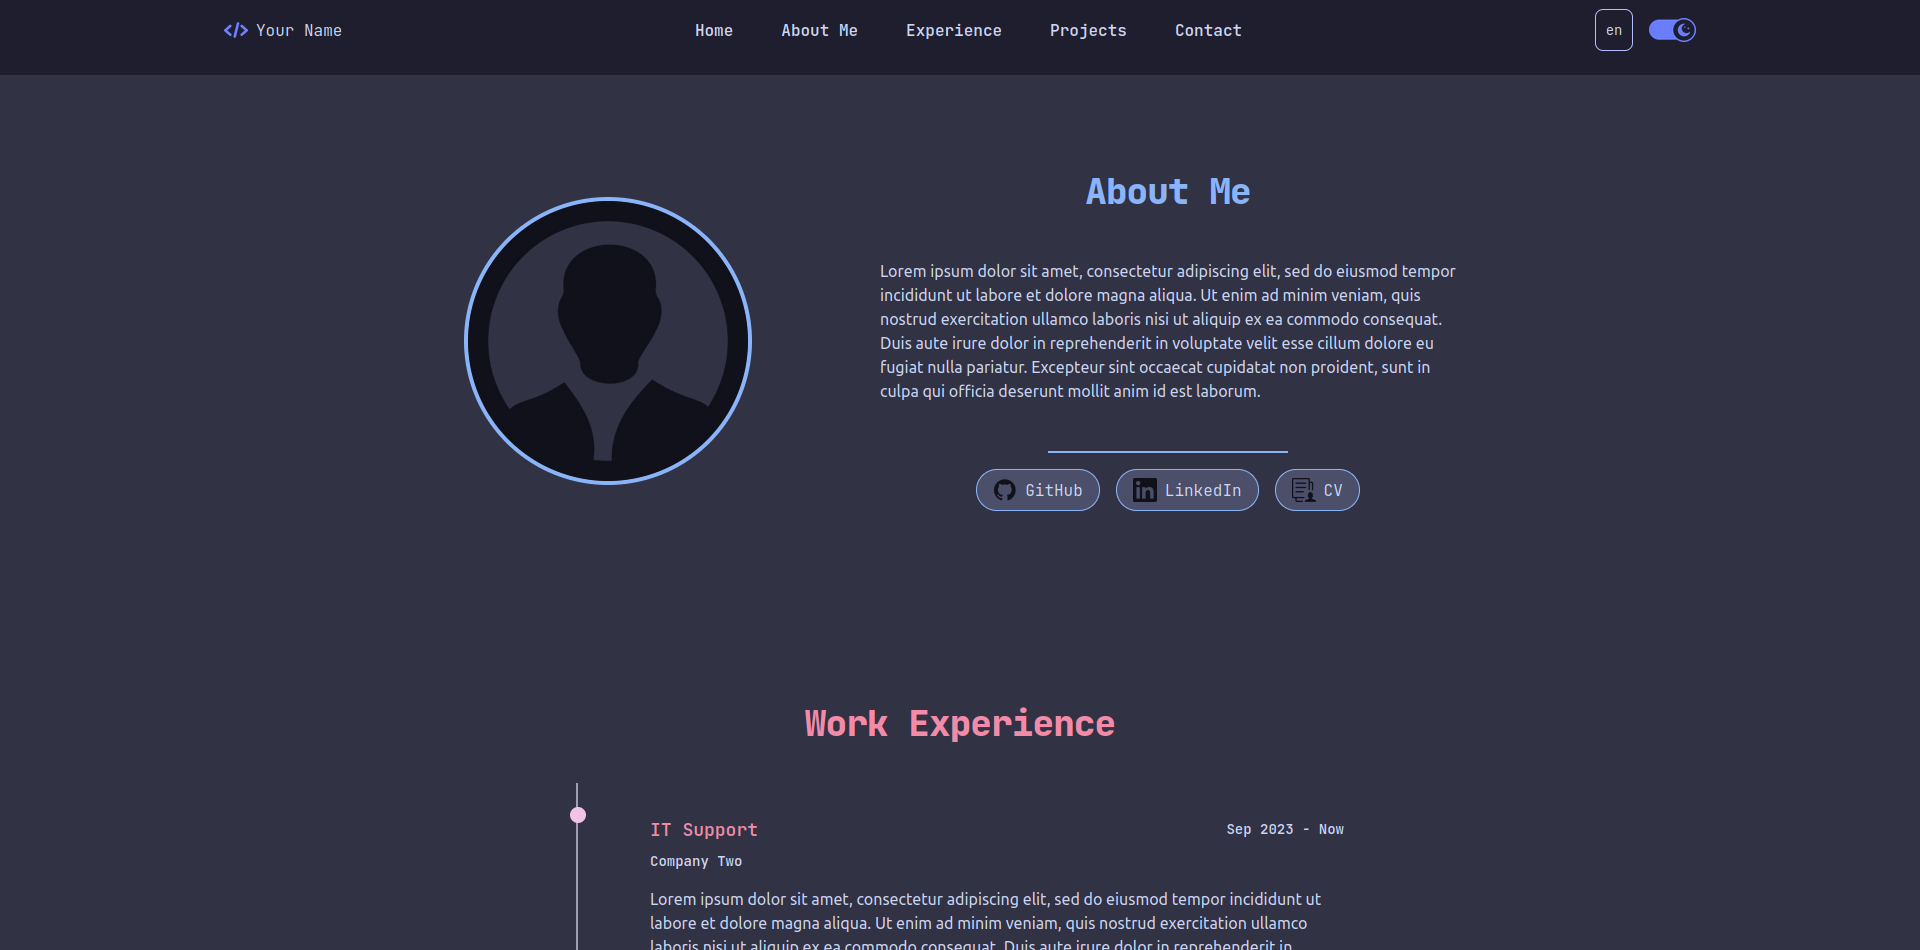 </> Your Name
Home
About Me
Experience
Projects
Contact
en
About Me
Lorem ipsum dolor sit amet, consectetur adipiscing elit, sed do eiusmod tempor
incididunt ut labore et dolore magna aliqua. Ut enim ad minim veniam, quis
nostrud exercitation ullamco laboris nisi ut aliquip ex ea commodo consequat.
Duis aute irure dolor in reprehenderit in voluptate velit esse cillum dolore eu
fugiat nulla pariatur. Excepteur sint occaecat cupidatat non proident, sunt in
culpa qui officia deserunt mollit anim id est laborum.
GitHub
LinkedIn
CV
Work Experience
IT Support
Sep 2023 - Now
Company Two
Lorem ipsum dolor sit amet, consectetur adipiscing elit, sed do eiusmod tempor incididunt ut
labore et dolore magna aliqua. Ut enim ad minim veniam, quis nostrud exercitation ullamco
laboris nisi ut aliquip ex ea commodo consequat. Duis aute irure dolor in reprehenderit in